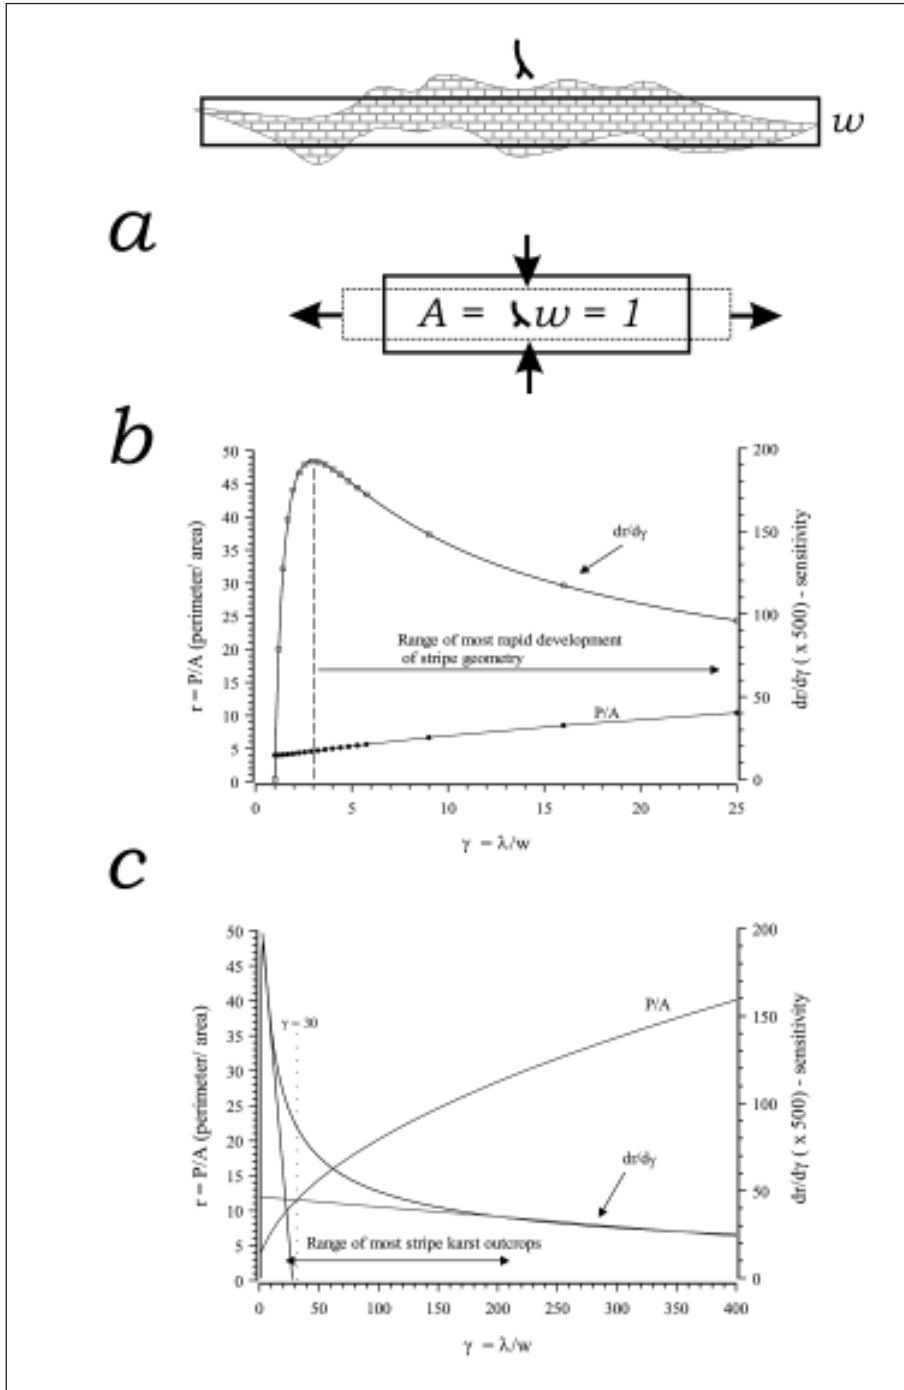 λ
w
a
A = λw = 1
b
50
45
40
35
30
25
20
15
10
5
0
r = P/A (perimeter/ area)
200
150
100
50
0
dr/dγ ( x 500) - sensitivity
dr/dγ
Range of most rapid development
of stripe geometry
P/A
0 5 10 15 20 25
γ = λ/w
c
50
45
40
35
30
25
20
15
10
5
0
r = P/A (perimeter/ area)
200
150
100
50
0
dr/dγ ( x 500) - sensitivity
P/A
γ = 30
dr/dγ
Range of most stripe karst outcrops
0 50 100 150 200 250 300 350 400
γ = λ/w